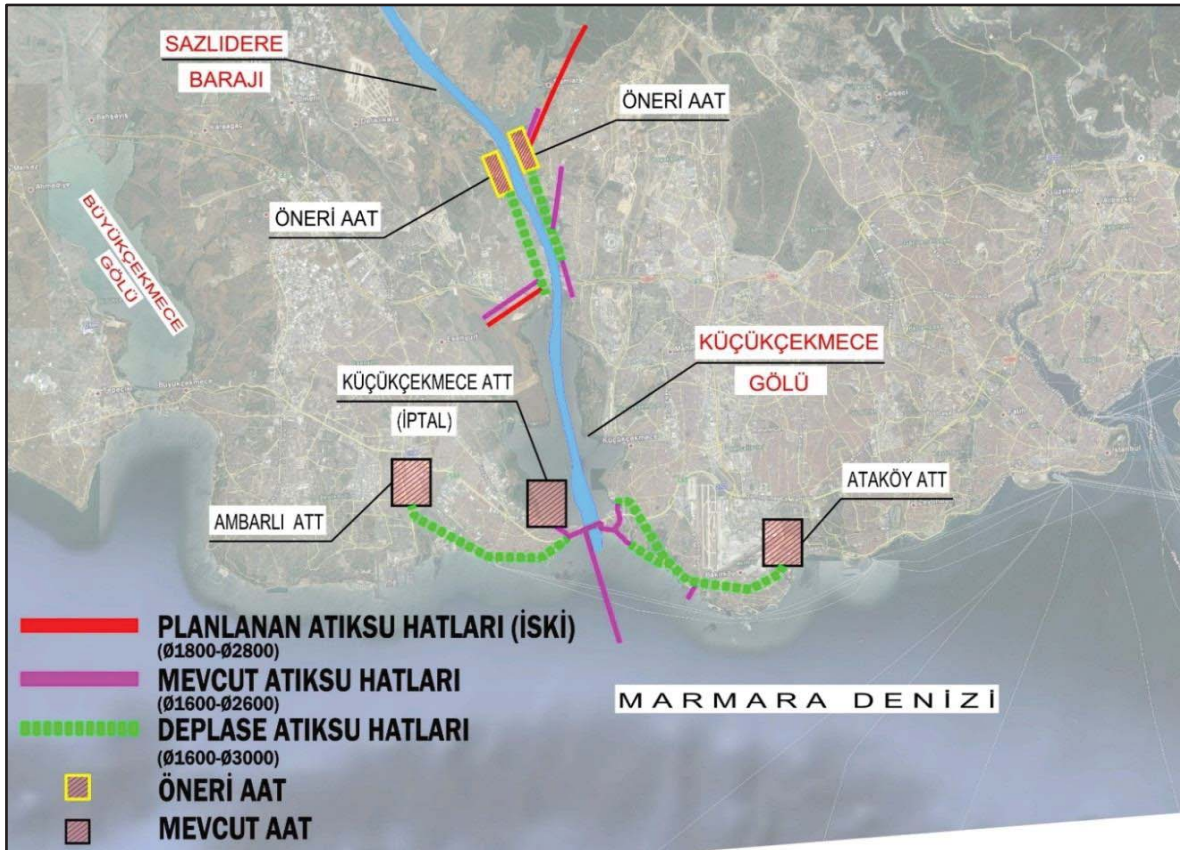 SAZLIDERE
BARAJI
ÖNERİ AAT
ÖNERİ AAT
BÜYÜKÇEKMECE
GÖLÜ
KÜÇÜKÇEKMECE
GÖLÜ
KÜÇÜKÇEKMECE ATT
(İPTAL)
ATAKÖY ATT
AMBARLI ATT
PLANLANAN ATIKSU HATLARI (İSKİ)
(Ø1800-Ø2800)
MEVCUT ATIKSU HATLARI
(Ø1600-Ø2600)
MARMARA DENİZİ
DEPLASE ATIKSU HATLARI
(Ø1600-Ø3000)
ÖNERİ AAT
MEVCUT AAT